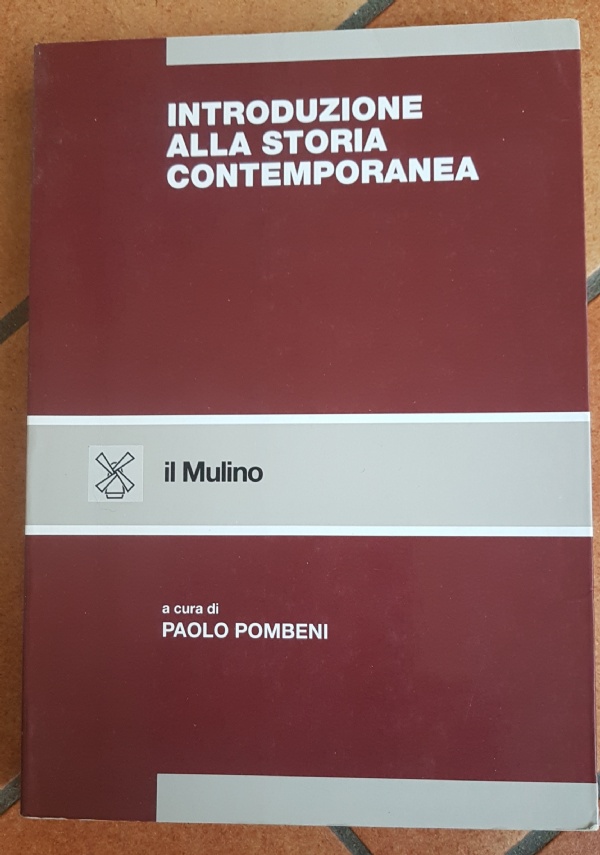 INTRODUZIONE
ALLA STORIA
CONTEMPORANEA
il Mulino
a cura di
PAOLO POMBENI